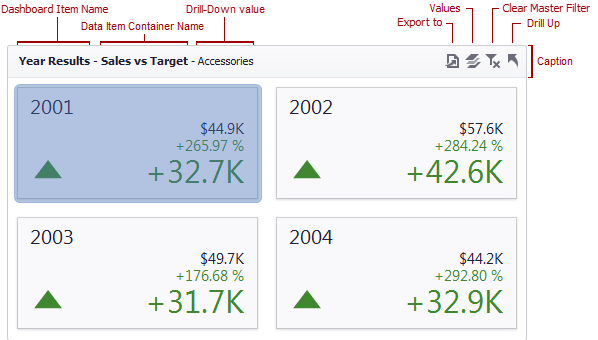 Dashboard Item Name
Drill-Down value
Values
Clear Master Filter
Data Item Container Name
Export to
Drill Up
Year Results - Sales vs Target - Accessories
Caption
2001
$44.9K
+265.97 %
+32.7K
2002
$57.6K
+284.24 %
+42.6K
2003
$49.7K
+176.68 %
+31.7K
2004
$44.2K
+292.80 %
+32.9K